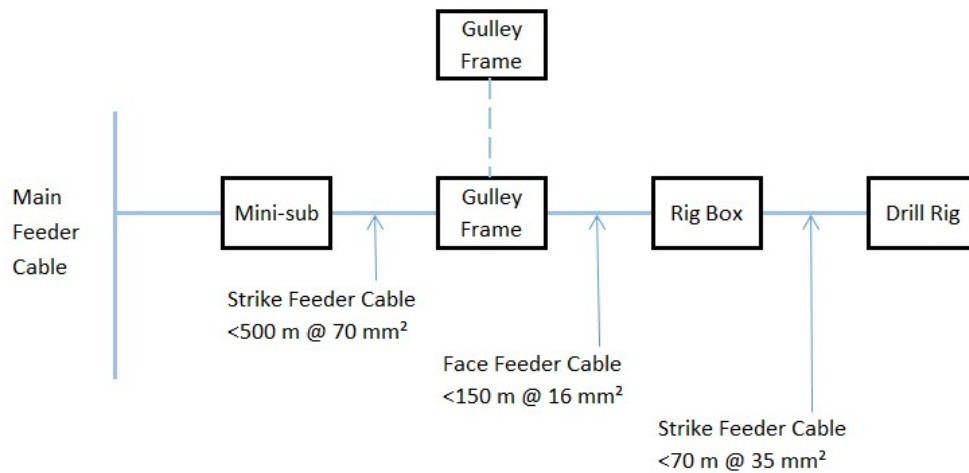 Gulley
Frame
Main
Feeder
Cable
Mini-sub
Gulley
Frame
Rig Box
Drill Rig
Strike Feeder Cable
<500 m @ 70 mm²
Face Feeder Cable
<150 m @ 16 mm²
Strike Feeder Cable
<70 m @ 35 mm²